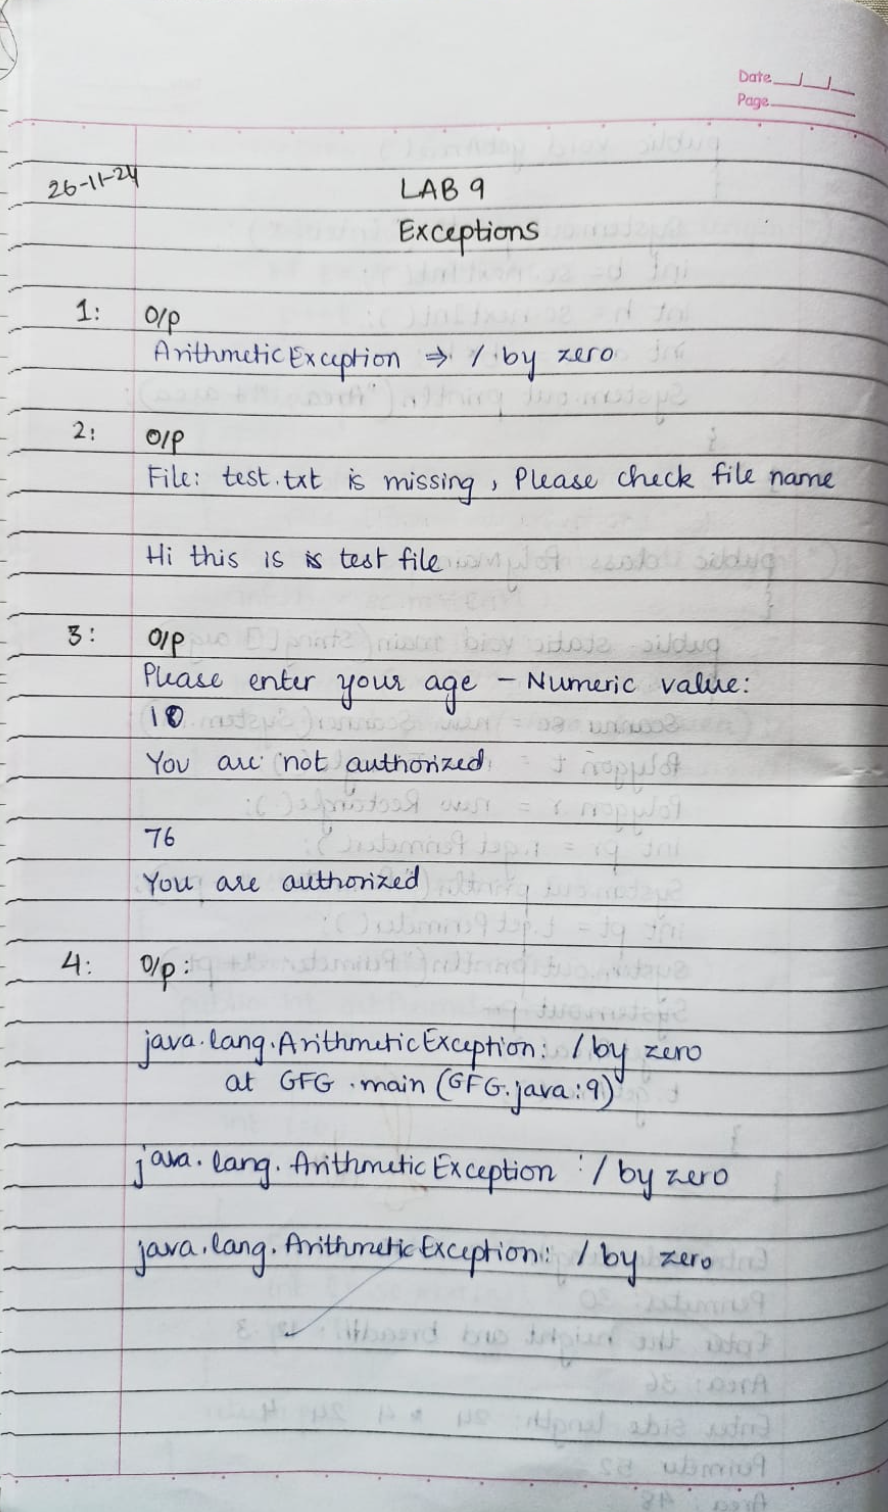 Date
Page
26-11-24
LAB 9
Exceptions
1: O/p
ArithmeticException ⇒ / by zero
2: O/p
File: test.txt is missing, Please check file name
Hi this is is test file
3: O/p
Please enter your age - Numeric value:
10
You are not authorized
76
You are authorized
4: O/p:
java.lang.ArithmeticException: / by zero
at GFG.main (GFG.java:9)
java.lang.ArithmeticException: / by zero
java.lang.ArithmeticException: / by zero